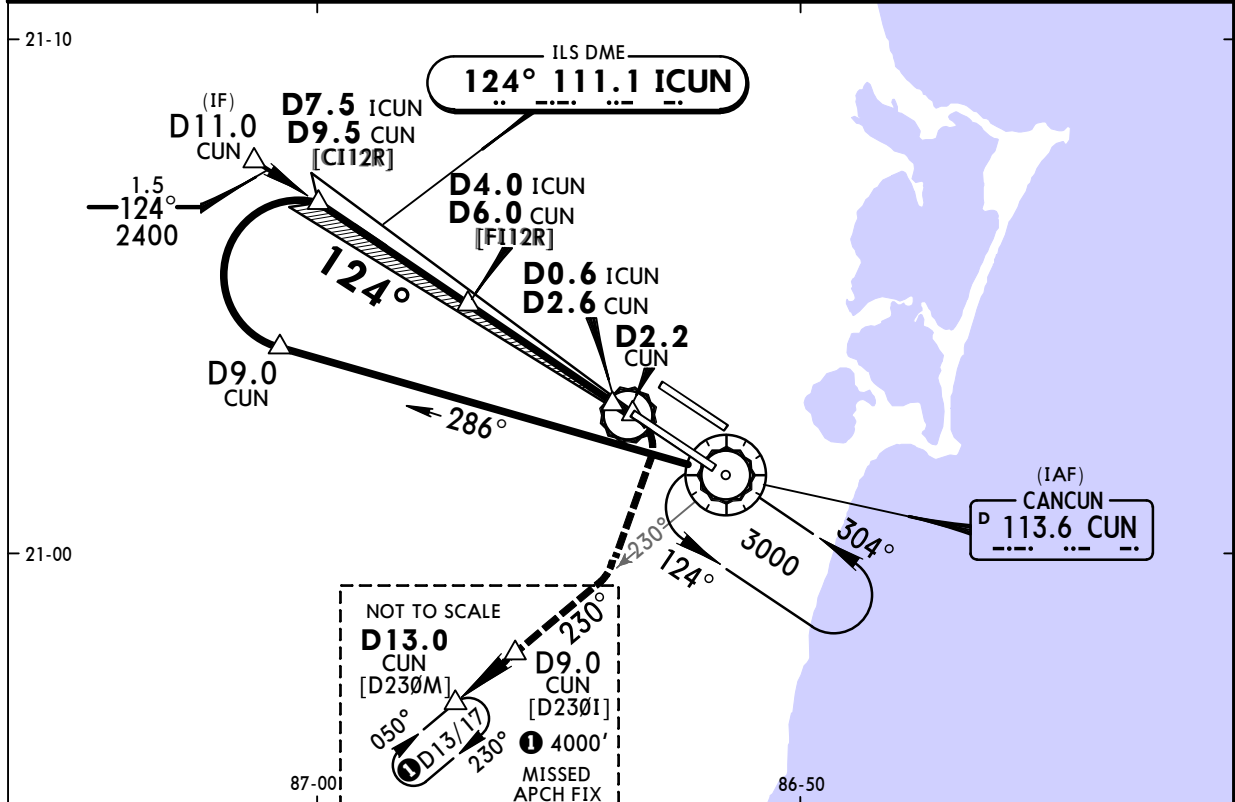 21-10
ILS DME
124° 111.1 ICUN
(IF)
D11.0
CUN
D7.5 ICUN
D9.5 CUN
[CI12R]
1.5
124°
2400
D4.0 ICUN
D6.0 CUN
[FI12R]
124°
D0.6 ICUN
D2.6 CUN
D2.2
CUN
D9.0
CUN
286°
(IAF)
CANCUN
D 113.6 CUN
21-00
230°
124°
3000
304°
NOT TO SCALE
D13.0
CUN
[D230M]
230°
D9.0
CUN
[D230I]
050°
1 D13/17
230°
1 4000'
MISSED
APCH FIX
87-00
86-50